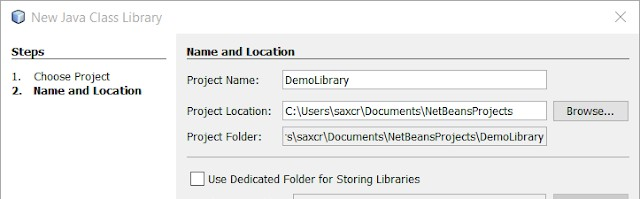 New Java Class Library
Steps
1. Choose Project
2. Name and Location
Name and Location
Project Name: DemoLibrary
Project Location: C:\Users\saxcr\Documents\NetBeansProjects Browse...
Project Folder: 's\saxcr\Documents\NetBeansProjects\DemoLibrary
Use Dedicated Folder for Storing Libraries